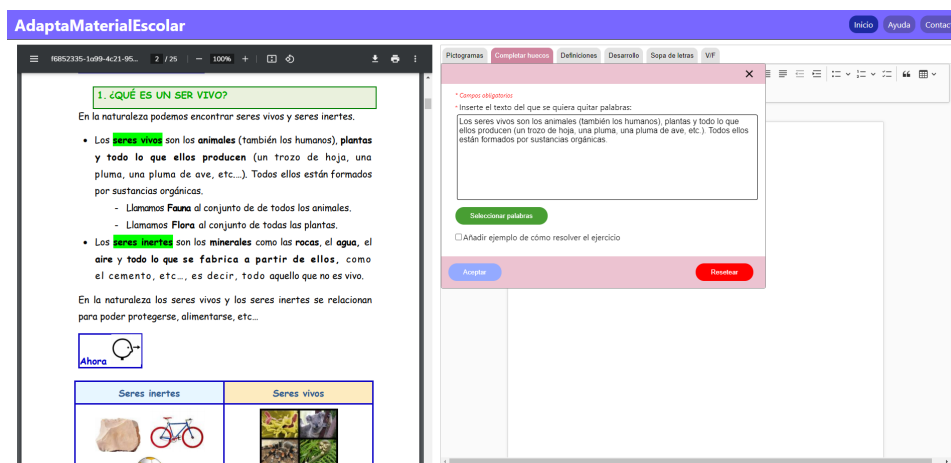 AdaptaMaterialEscolar
Inicio
Ayuda
Contac
f6852335-1a99-4c21-95...
2 / 25
100%
1. ¿QUÉ ES UN SER VIVO?
En la naturaleza podemos encontrar seres vivos y seres inertes.
• Los seres vivos son los animales (también los humanos), plantas
y todo lo que ellos producen (un trozo de hoja, una
pluma, una pluma de ave, etc.…). Todos ellos están formados
por sustancias orgánicas.
- Llamamos Fauna al conjunto de de todos los animales.
- Llamamos Flora al conjunto de todas las plantas.
• Los seres inertes son los minerales como las rocas, el agua, el
aire y todo lo que se fabrica a partir de ellos, como
el cemento, etc…, es decir, todo aquello que no es vivo.
En la naturaleza los seres vivos y los seres inertes se relacionan
para poder protegerse, alimentarse, etc…
Ahora
Seres inertes
Seres vivos
Pictogramas
Completar huecos
Definiciones
Desarrollo
Sopa de letras
V/F
* Campos obligatorios
* Inserte el texto del que se quiera quitar palabras:
Los seres vivos son los animales (también los humanos), plantas y todo lo que
ellos producen (un trozo de hoja, una pluma, una pluma de ave, etc.). Todos ellos
están formados por sustancias orgánicas.
Seleccionar palabras
Añadir ejemplo de cómo resolver el ejercicio
Aceptar
Resetear